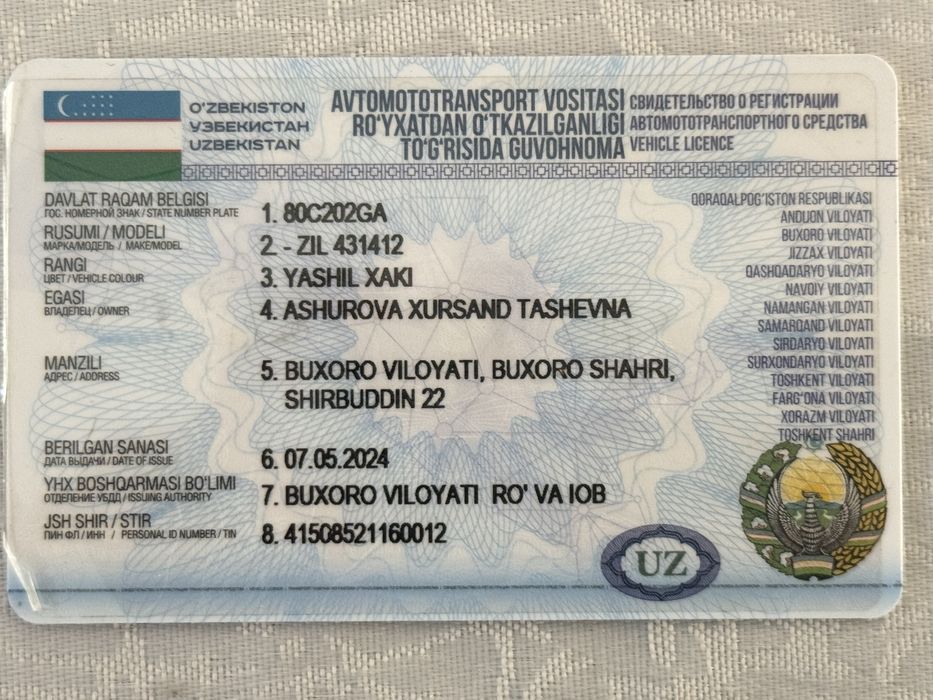 O'ZBEKISTON
ЎЗБЕКИСТАН
UZBEKISTAN
AVTOMOTOTRANSPORT VOSITASI
RO'YXATDAN O'TKAZILGANLIGI
TO'G'RISIDA GUVOHNOMA
СВИДЕТЕЛЬСТВО О РЕГИСТРАЦИИ
АВТОМОТОТРАНСПОРТНОГО СРЕДСТВА
VEHICLE LICENCE
DAVLAT RAQAM BELGISI
ГОС. НОМЕРНОЙ ЗНАК / STATE NUMBER PLATE
1. 80C202GA
RUSUMI / MODELI
МАРКА/МОДЕЛЬ / MAKE/MODEL
2. - ZIL 431412
RANGI
ЦВЕТ / VEHICLE COLOUR
3. YASHIL XAKI
EGASI
ВЛАДЕЛЕЦ / OWNER
4. ASHUROVA XURSAND TASHEVNA
MANZILI
АДРЕС / ADDRESS
5. BUXORO VILOYATI, BUXORO SHAHRI,
SHIRBUDDIN 22
BERILGAN SANASI
ДАТА ВЫДАЧИ / DATE OF ISSUE
6. 07.05.2024
YHX BOSHQARMASI BO'LIMI
ОТДЕЛЕНИЕ УБДД / ISSUING AUTHORITY
7. BUXORO VILOYATI RO' VA IOB
JSH SHIR / STIR
ПИН ФЛ / ИНН / PERSONAL ID NUMBER / TIN
8. 41508521160012
QORAQALPOG'ISTON RESPUBLIKASI
ANDIJON VILOYATI
BUXORO VILOYATI
JIZZAX VILOYATI
QASHQADARYO VILOYATI
NAVOIY VILOYATI
NAMANGAN VILOYATI
SAMARQAND VILOYATI
SIRDARYO VILOYATI
SURXONDARYO VILOYATI
TOSHKENT VILOYATI
FARG'ONA VILOYATI
XORAZM VILOYATI
TOSHKENT SHAHRI
UZ